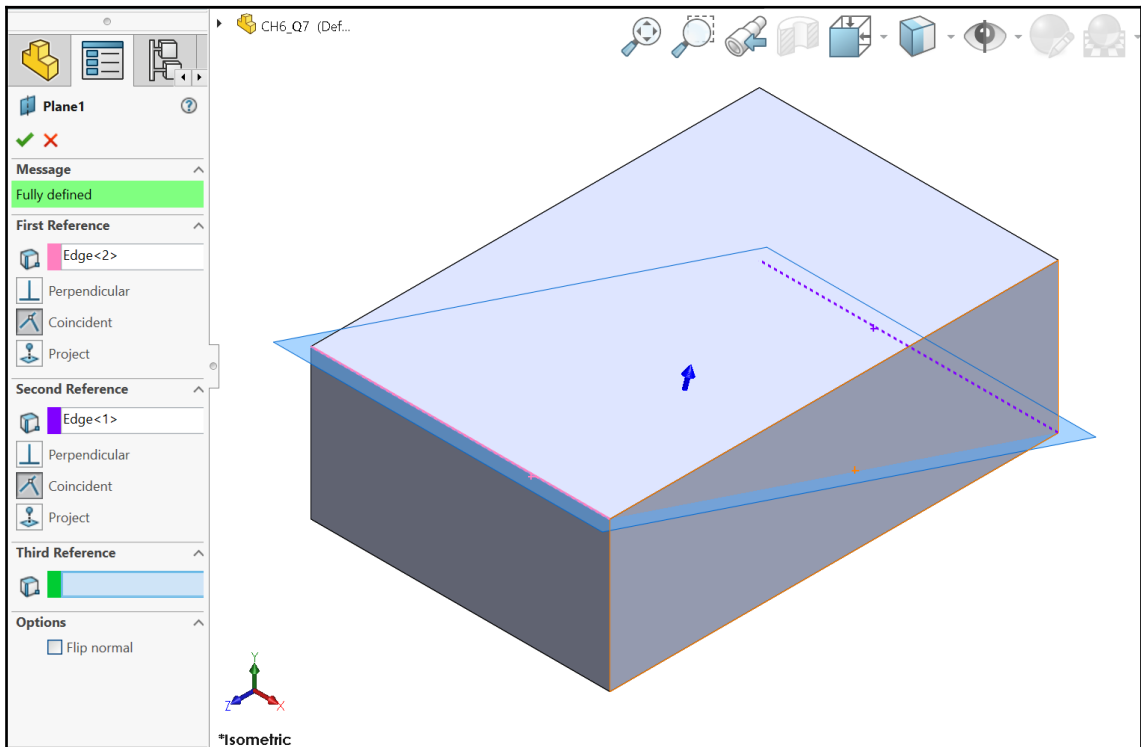 CH6_Q7 (Def...
Plane1
Message
Fully defined
First Reference
Edge<2>
Perpendicular
Coincident
Project
Second Reference
Edge<1>
Perpendicular
Coincident
Project
Third Reference
Options
Flip normal
Y
Z
X
*Isometric